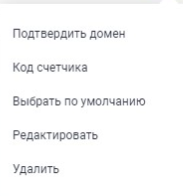 Подтвердить домен
Код счетчика
Выбрать по умолчанию
Редактировать
Удалить